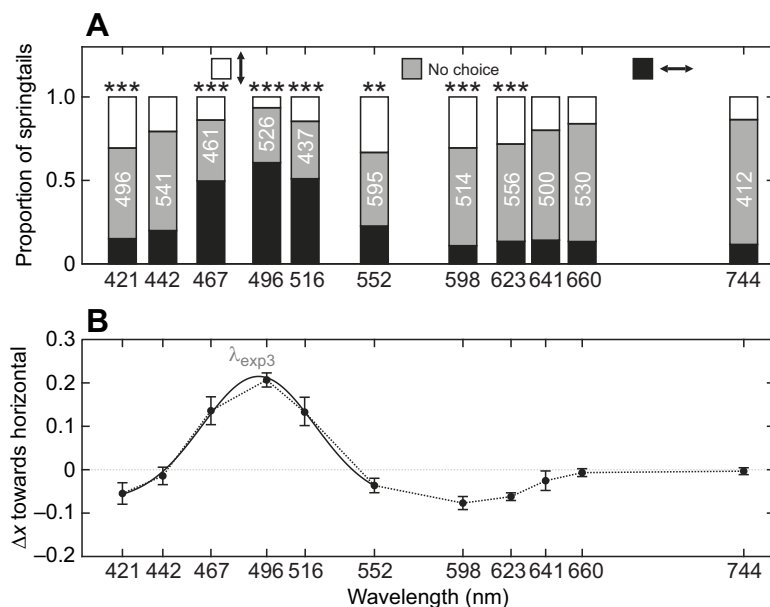 A
No choice
*** *** *** *** ** *** ***
Proportion of springtails
1.0
0.5
0
496 541 461 526 437 595 514 556 500 530 412
421 442 467 496 516 552 598 623 641 660 744
B
λexp3
Δx towards horizontal
0.3
0.2
0.1
0
–0.1
–0.2
421 442 467 496 516 552 598 623 641 660 744
Wavelength (nm)